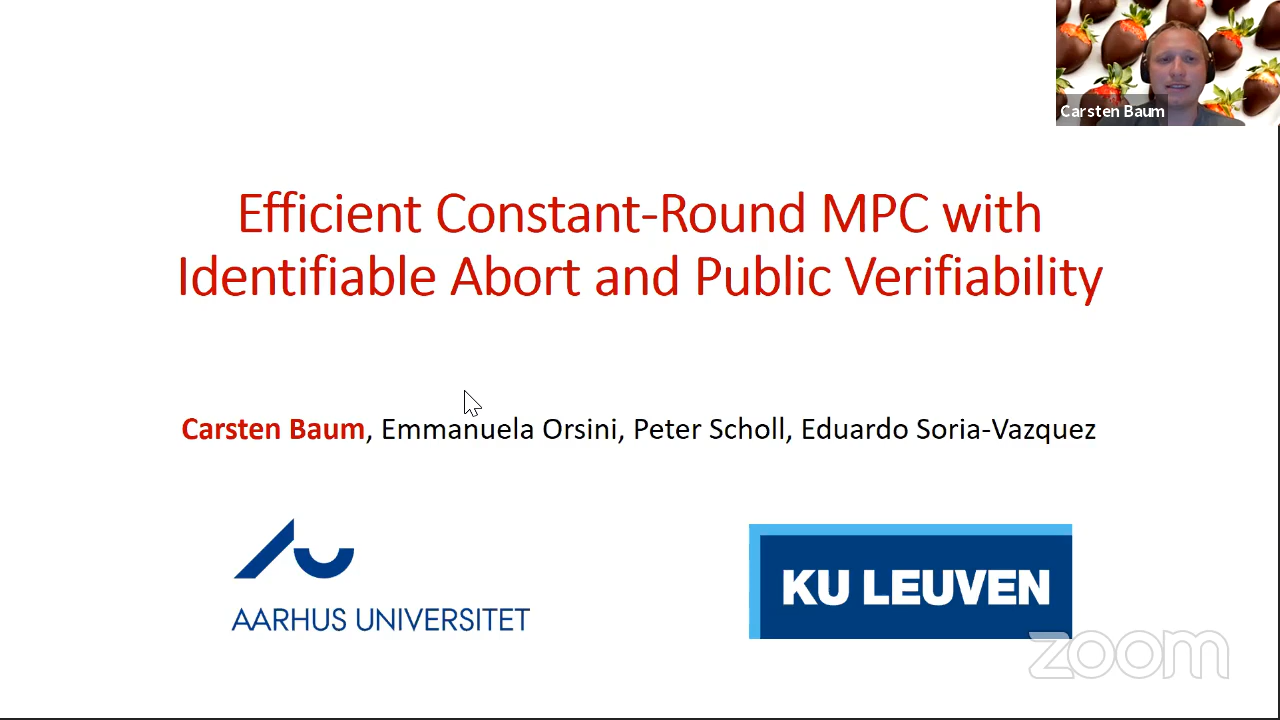 Carsten Baum
Efficient Constant-Round MPC with
Identifiable Abort and Public Verifiability
Carsten Baum, Emmanuela Orsini, Peter Scholl, Eduardo Soria-Vazquez
AARHUS UNIVERSITET
KU LEUVEN
zoom